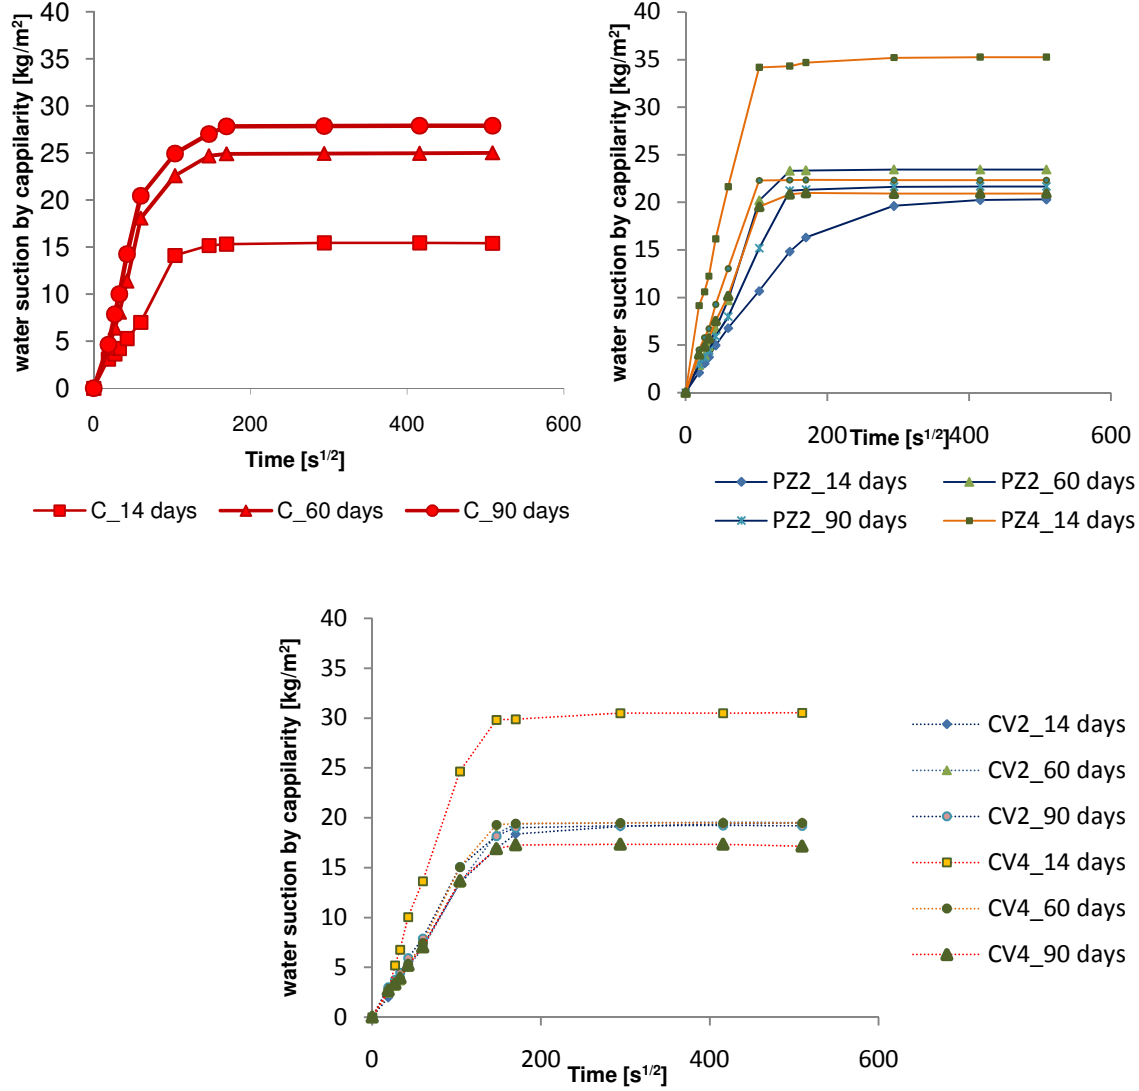 water suction by cappilarity [kg/m²]
40
35
30
25
20
15
10
5
0
0
200
400
600
Time [s^1/2]
C_14 days
C_60 days
C_90 days
water suction by cappilarity [kg/m²]
40
35
30
25
20
15
10
5
0
0
200
Time [s^1/2]
400
600
PZ2_14 days
PZ2_60 days
PZ2_90 days
PZ4_14 days
water suction by cappilarity [kg/m²]
40
35
30
25
20
15
10
5
0
0
200
400
600
Time [s^1/2]
CV2_14 days
CV2_60 days
CV2_90 days
CV4_14 days
CV4_60 days
CV4_90 days